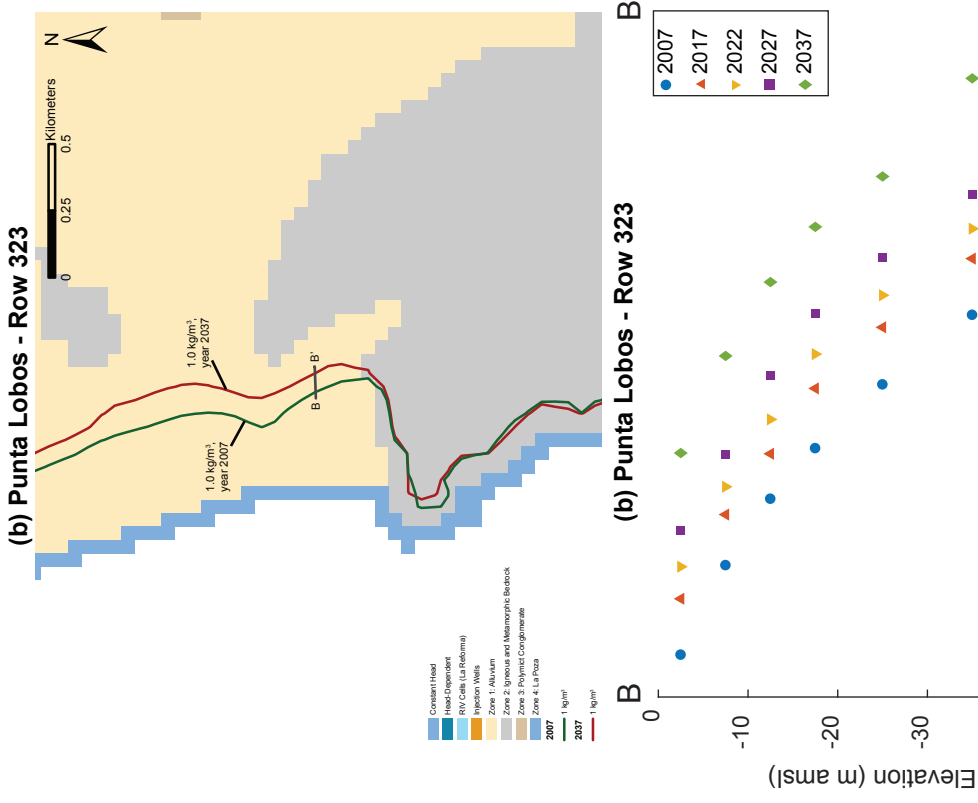 (b) Punta Lobos - Row 323
N
Kilometers
0 0.25 0.5
1.0 kg/m³,
year 2037
1.0 kg/m³,
year 2007
B B'
Constant Head
Head-Dependent
RIV Cells (La Reforma)
Injection Wells
Zone 1: Alluvium
Zone 2: Igneous and Metamorphic Bedrock
Zone 3: Polymict Conglomerate
Zone 4: La Poza
2007
1 kg/m³
2037
1 kg/m³
(b) Punta Lobos - Row 323
B B
2007
2017
2022
2027
2037
0
-10
-20
-30
Elevation (m amsl)